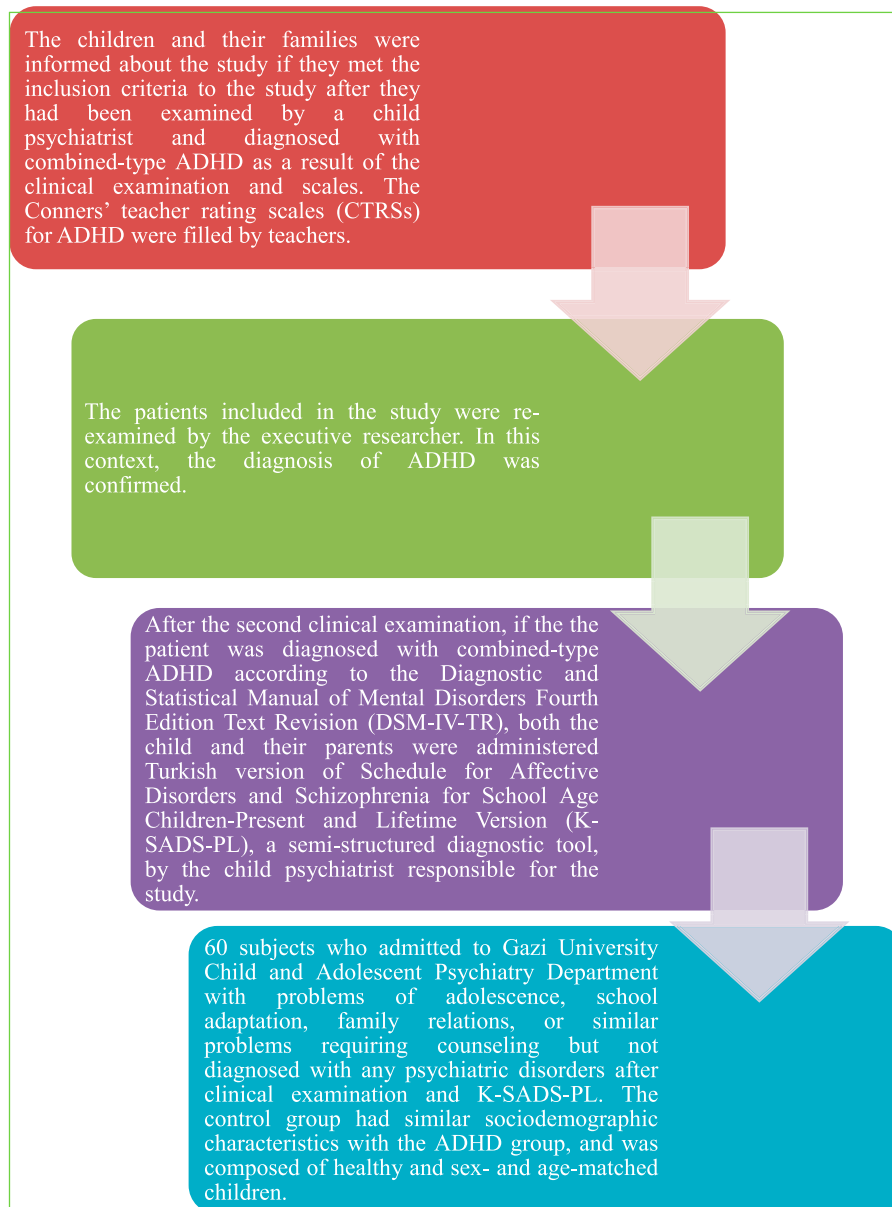 The children and their families were
informed about the study if they met the
inclusion criteria to the study after they
had been examined by a child
psychiatrist and diagnosed with
combined-type ADHD as a result of the
clinical examination and scales. The
Conners’ teacher rating scales (CTRSs)
for ADHD were filled by teachers.
The patients included in the study were re-
examined by the executive researcher. In this
context, the diagnosis of ADHD was
confirmed.
After the second clinical examination, if the the
patient was diagnosed with combined-type
ADHD according to the Diagnostic and
Statistical Manual of Mental Disorders Fourth
Edition Text Revision (DSM-IV-TR), both the
child and their parents were administered
Turkish version of Schedule for Affective
Disorders and Schizophrenia for School Age
Children-Present and Lifetime Version (K-
SADS-PL), a semi-structured diagnostic tool,
by the child psychiatrist responsible for the
study.
60 subjects who admitted to Gazi University
Child and Adolescent Psychiatry Department
with problems of adolescence, school
adaptation, family relations, or similar
problems requiring counseling but not
diagnosed with any psychiatric disorders after
clinical examination and K-SADS-PL. The
control group had similar sociodemographic
characteristics with the ADHD group, and was
composed of healthy and sex- and age-matched
children.